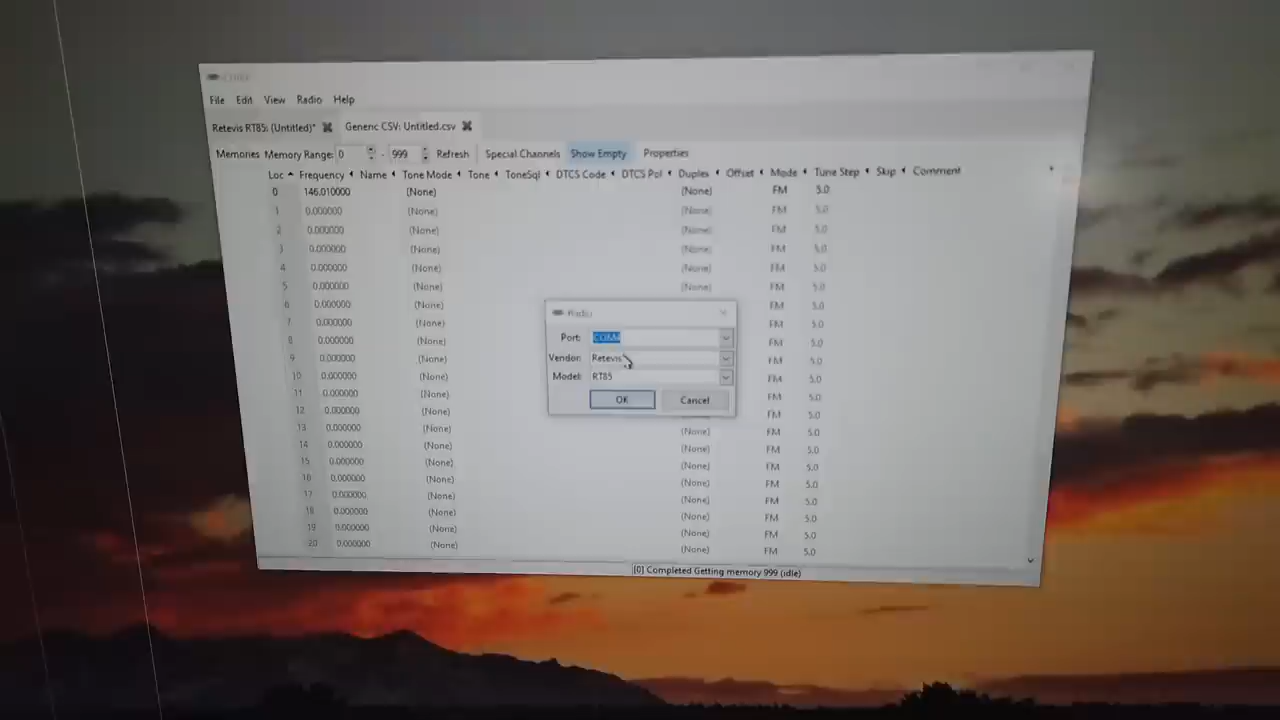 File Edit View Radio Help
Retevis RT85: (Untitled)* Generic CSV: Untitled.csv
Memories Memory Range: 0 - 999 Refresh Special Channels Show Empty Properties
Loc Frequency Name Tone Mode Tone ToneSql DTCS Code DTCS Pol Duplex Offset Mode Tune Step Skip Comment
0 146.010000 (None) (None) FM 5.0
1 0.000000 (None) (None) FM 5.0
2 0.000000 (None) (None) FM 5.0
3 0.000000 (None) (None) FM 5.0
4 0.000000 (None) (None) FM 5.0
5 0.000000 (None) (None) FM 5.0
6 0.000000 (None) FM 5.0
7 0.000000 (None) FM 5.0
8 0.000000 (None) FM 5.0
9 0.000000 (None) FM 5.0
10 0.000000 (None) FM 5.0
11 0.000000 (None) FM 5.0
12 0.000000 (None) FM 5.0
13 0.000000 (None) (None) FM 5.0
14 0.000000 (None) (None) FM 5.0
15 0.000000 (None) (None) FM 5.0
16 0.000000 (None) (None) FM 5.0
17 0.000000 (None) (None) FM 5.0
18 0.000000 (None) (None) FM 5.0
19 0.000000 (None) (None) FM 5.0
20 0.000000 (None) (None) FM 5.0
Radio
Port:
Vendor: Retevis
Model: RT85
OK Cancel
[0] Completed Getting memory 999 (idle)